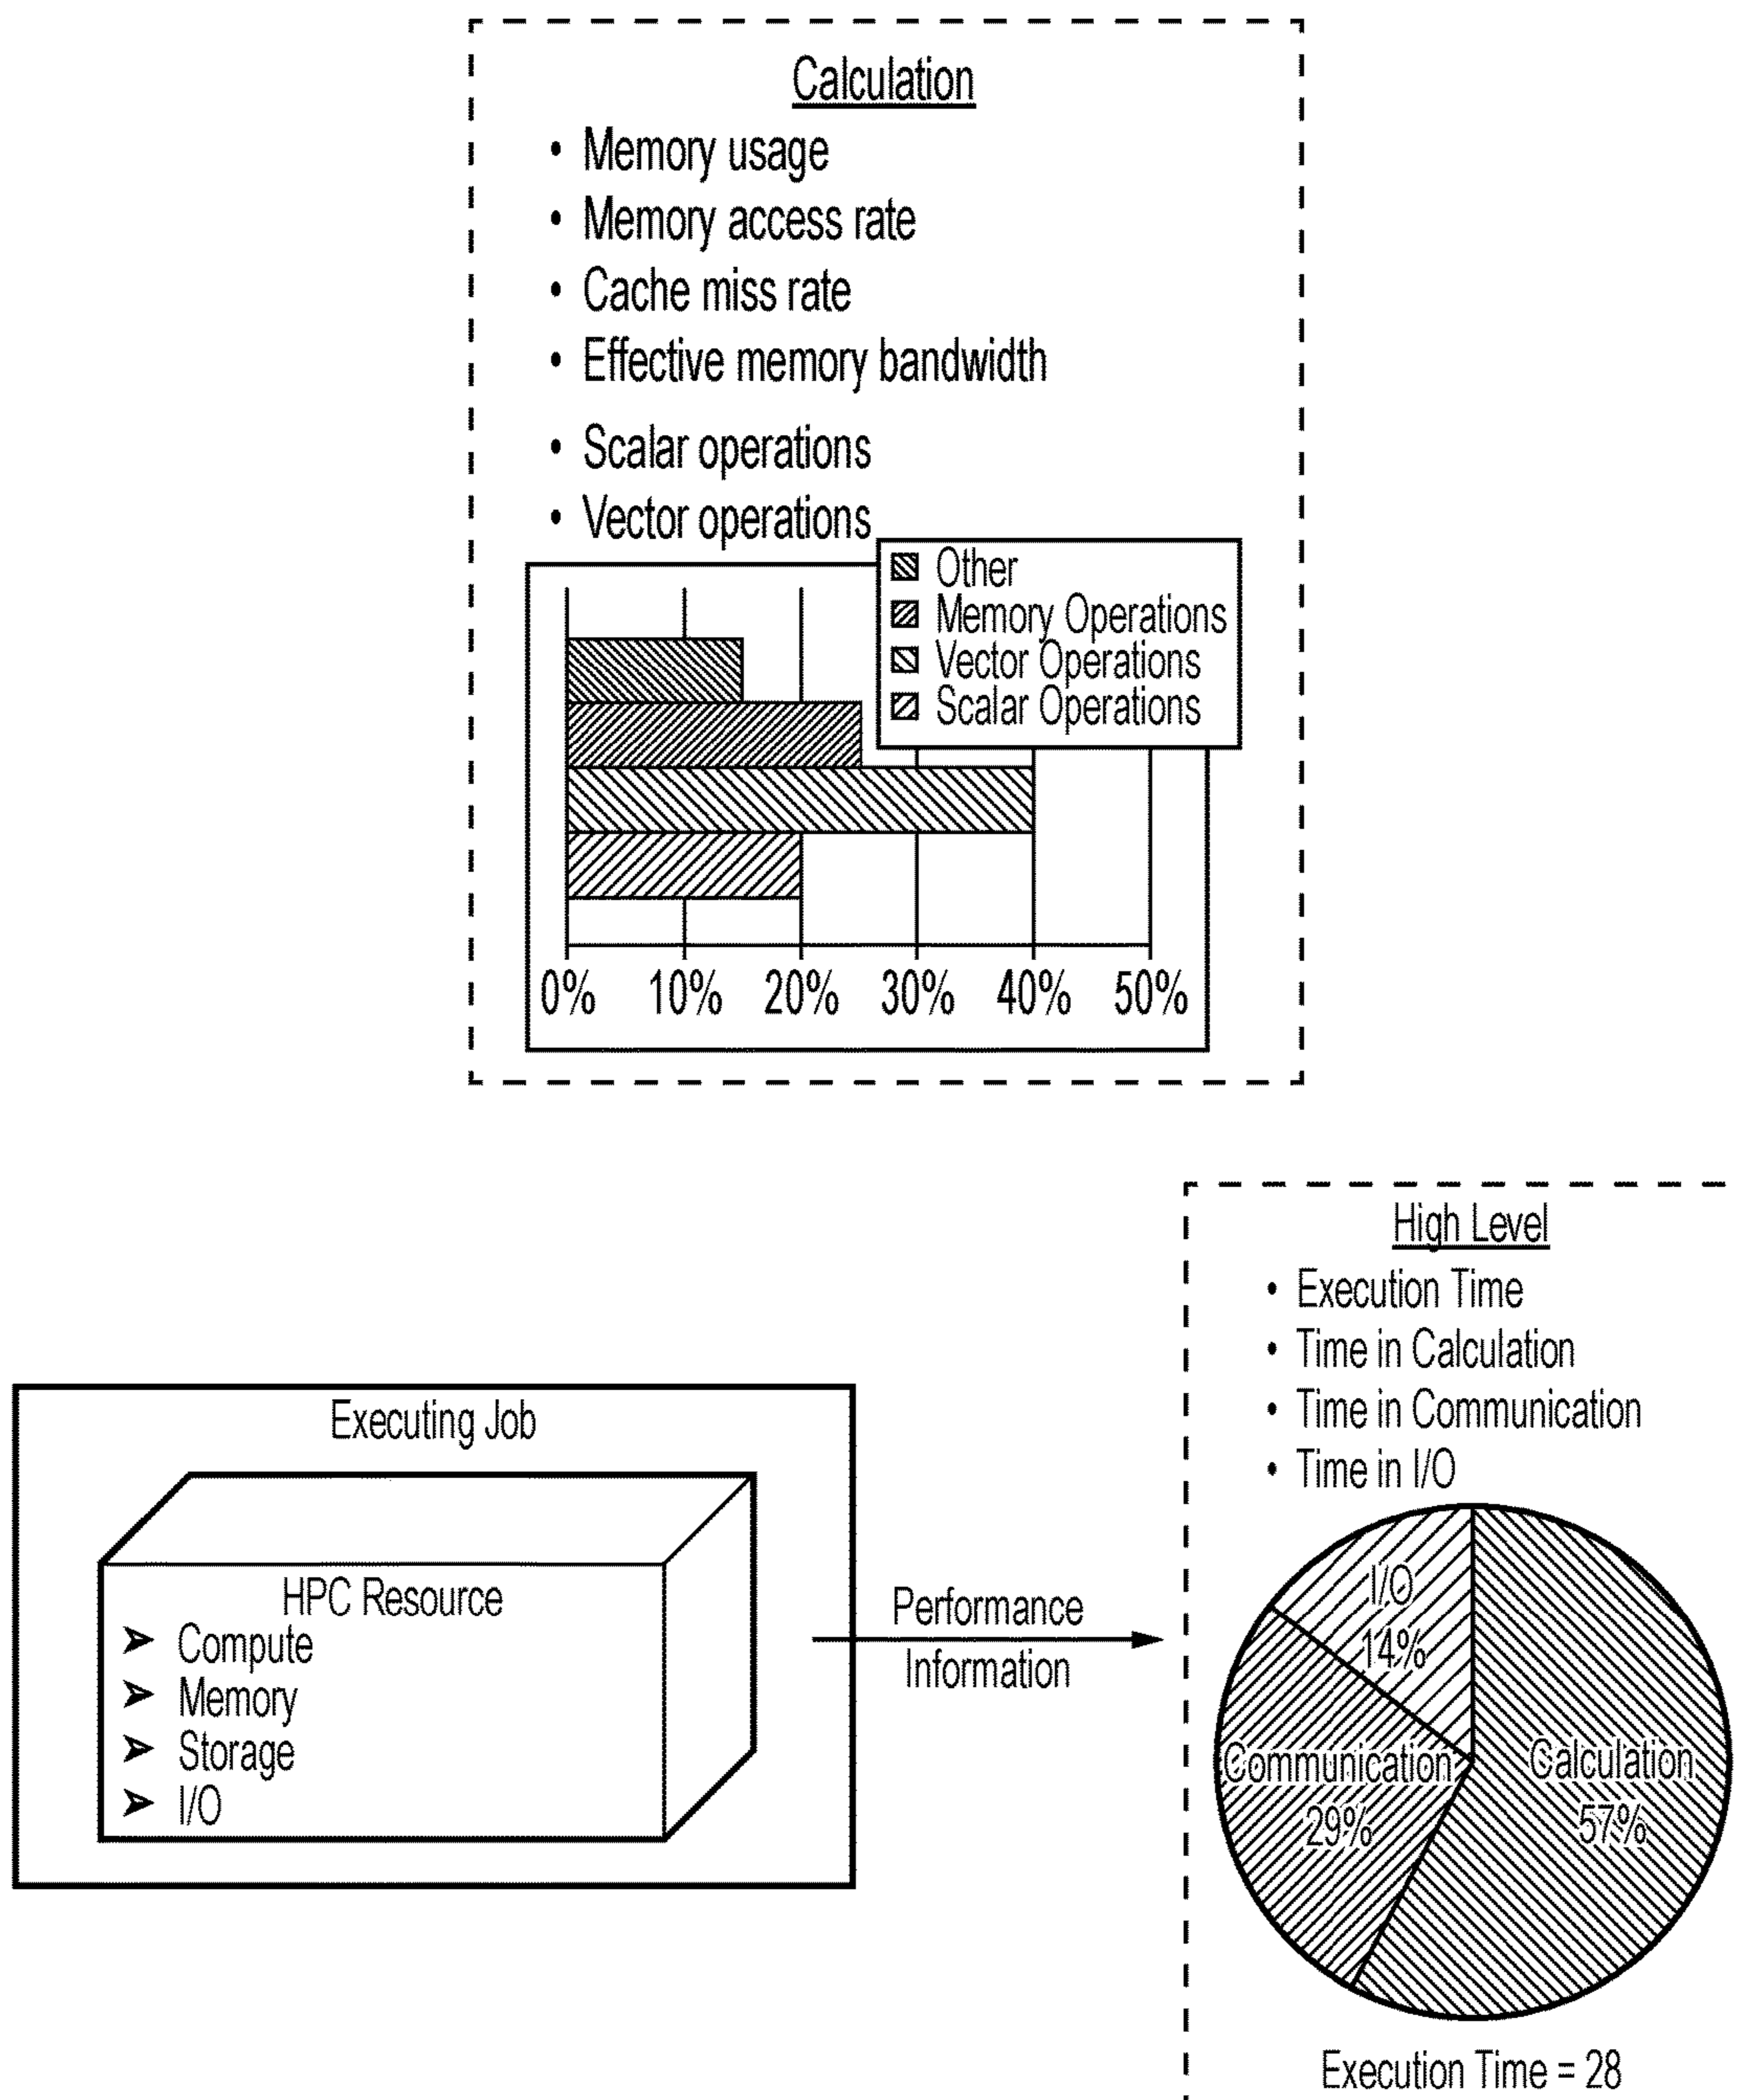 Calculation
• Memory usage
• Memory access rate
• Cache miss rate
• Effective memory bandwidth
• Scalar operations
• Vector operations
Other
Memory Operations
Vector Operations
Scalar Operations
0% 10% 20% 30% 40% 50%
High Level
• Execution Time
• Time in Calculation
• Time in Communication
• Time in I/O
Executing Job
HPC Resource
➤ Compute
➤ Memory
➤ Storage
➤ I/O
Performance
Information
I/O
14%
Communication
29%
Calculation
57%
Execution Time = 28